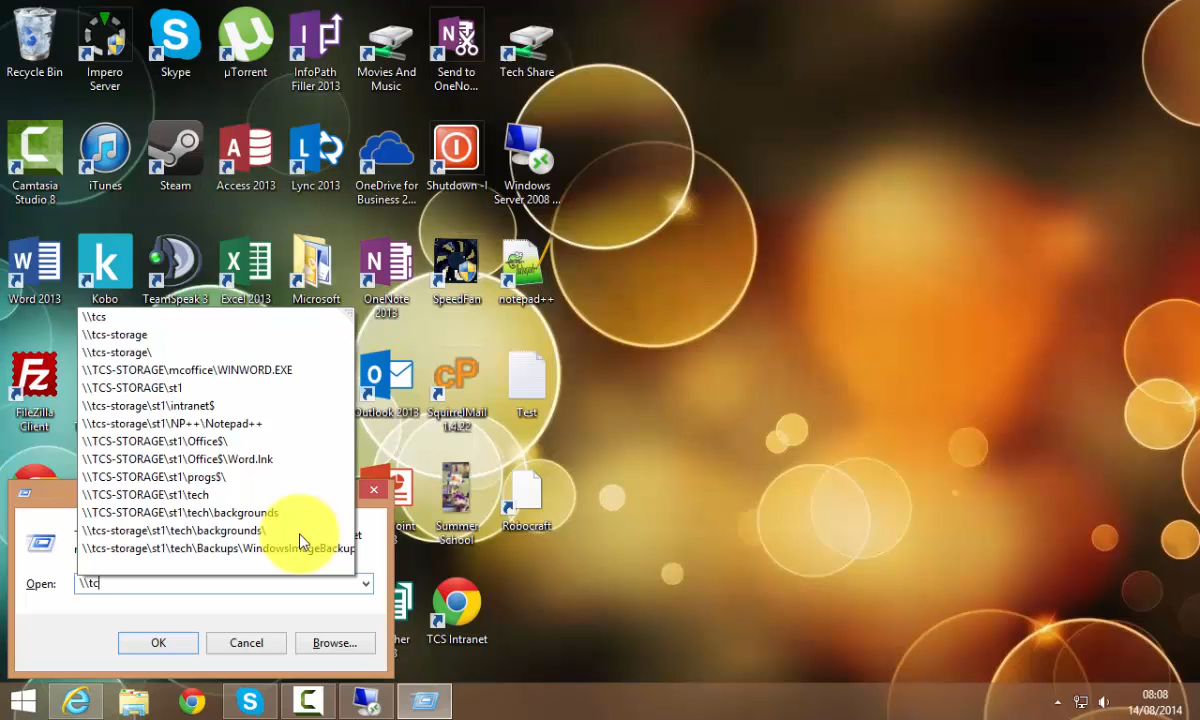 Recycle Bin
Impero
Server
Skype
µTorrent
InfoPath
Filler 2013
Movies And
Music
Send to
OneNo...
Tech Share
Camtasia
Studio 8
iTunes
Steam
Access 2013
Lync 2013
OneDrive for
Business 2...
Shutdown -l
Windows
Server 2008 ...
Word 2013
Kobo
TeamSpeak 3
Excel 2013
Microsoft
OneNote
2013
SpeedFan
notepad++
FileZilla
Client
Outlook 2013
SquirrelMail
1.4.22
Test
Summer
School
Robocraft
TCS Intranet
\\tcs
\\tcs-storage
\\tcs-storage\
\\TCS-STORAGE\mcoffice\WINWORD.EXE
\\TCS-STORAGE\st1
\\tcs-storage\st1\intranet$
\\tcs-storage\st1\NP++\Notepad++
\\TCS-STORAGE\st1\Office$\
\\TCS-STORAGE\st1\Office$\Word.lnk
\\TCS-STORAGE\st1\progs$\
\\TCS-STORAGE\st1\tech
\\TCS-STORAGE\st1\tech\backgrounds
\\tcs-storage\st1\tech\backgrounds\
\\tcs-storage\st1\tech\Backups\WindowsImageBackup
Open:
\\tc
OK
Cancel
Browse...
08:08
14/08/2014